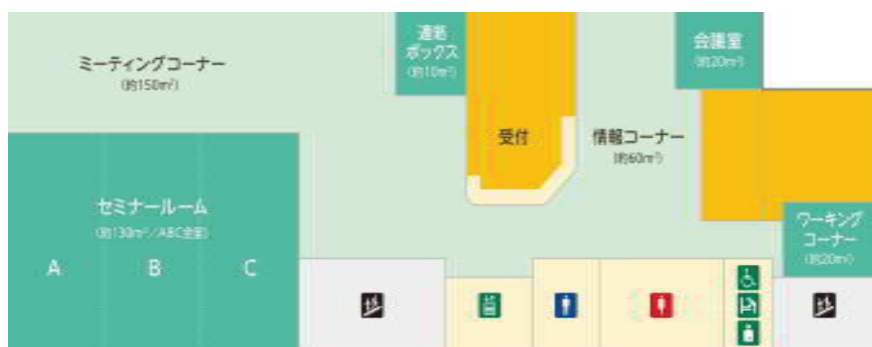 ミーティングコーナー
(約150㎡)
連絡
ボックス
(約10㎡)
受付
情報コーナー
(約60㎡)
会議室
(約20㎡)
セミナールーム
(約130㎡/ABC全室)
A
B
C
ワーキング
コーナー
(約20㎡)